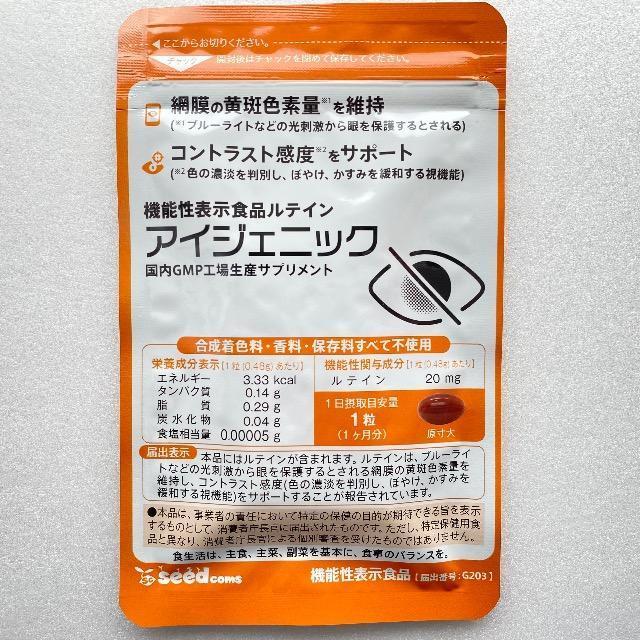 ここからお切りください。
チャック 開封後はチャックを閉めて保存してください。
網膜の黄斑色素量※1を維持
(※1ブルーライトなどの光刺激から眼を保護するとされる)
コントラスト感度※2をサポート
(※2色の濃淡を判別し、ぼやけ、かすみを緩和する視機能)
機能性表示食品ルテイン
アイジェニック
国内GMP工場生産サプリメント
合成着色料・香料・保存料すべて不使用
栄養成分表示[1粒(0.48g)あたり]
エネルギー 3.33 kcal
タンパク質 0.14 g
脂質 0.29 g
炭水化物 0.04 g
食塩相当量 0.00005 g
機能性関与成分[1粒(0.48g)あたり]
ルテイン 20 mg
1日摂取目安量
1粒
(1ヶ月分)
原寸大
届出表示 本品にはルテインが含まれます。ルテインは、ブルーライ
トなどの光刺激から眼を保護するとされる網膜の黄斑色素量を
維持し、コントラスト感度(色の濃淡を判別し、ぼやけ、かすみを
緩和する視機能)をサポートすることが報告されています。
●本品は、事業者の責任において特定の保健の目的が期待できる旨を表
示するものとして、消費者庁長官に届出されたものです。ただし、特定保健用食
品と異なり、消費者庁長官による個別審査を受けたものではありません。
食生活は、主食、主菜、副菜を基本に、食事のバランスを。
seedcoms
機能性表示食品[届出番号:G203]